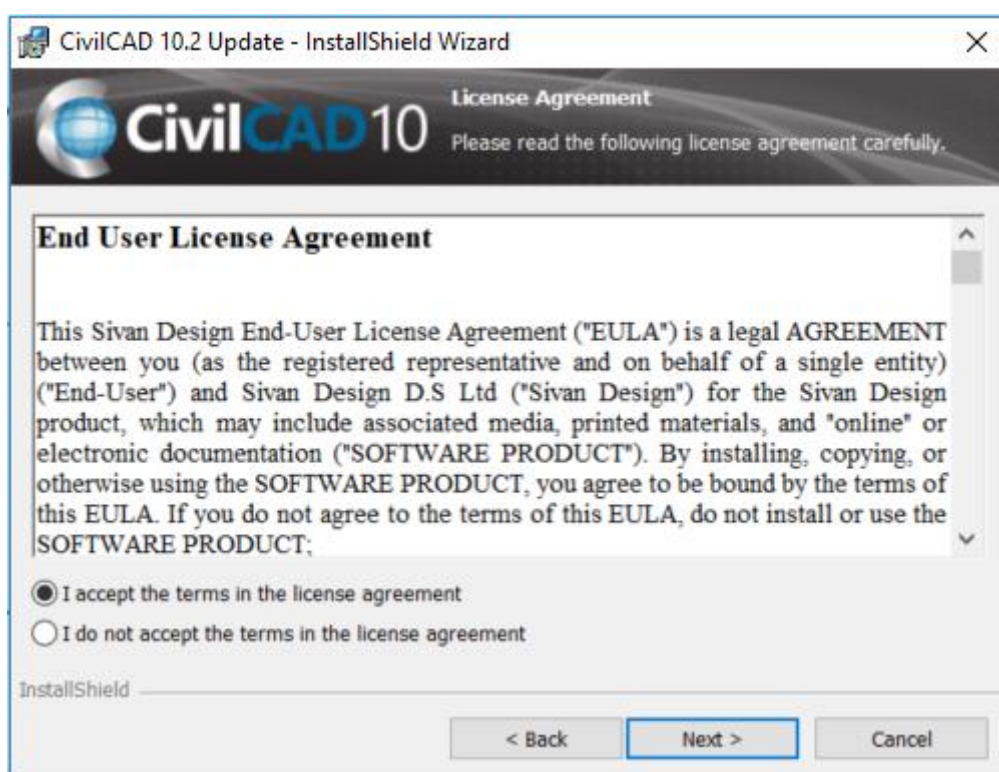 CivilCAD 10.2 Update - InstallShield Wizard
CivilCAD 10
License Agreement
Please read the following license agreement carefully.
End User License Agreement
This Sivan Design End-User License Agreement ("EULA") is a legal AGREEMENT
between you (as the registered representative and on behalf of a single entity)
("End-User") and Sivan Design D.S Ltd ("Sivan Design") for the Sivan Design
product, which may include associated media, printed materials, and "online" or
electronic documentation ("SOFTWARE PRODUCT"). By installing, copying, or
otherwise using the SOFTWARE PRODUCT, you agree to be bound by the terms of
this EULA. If you do not agree to the terms of this EULA, do not install or use the
SOFTWARE PRODUCT;
I accept the terms in the license agreement
I do not accept the terms in the license agreement
InstallShield
< Back
Next >
Cancel